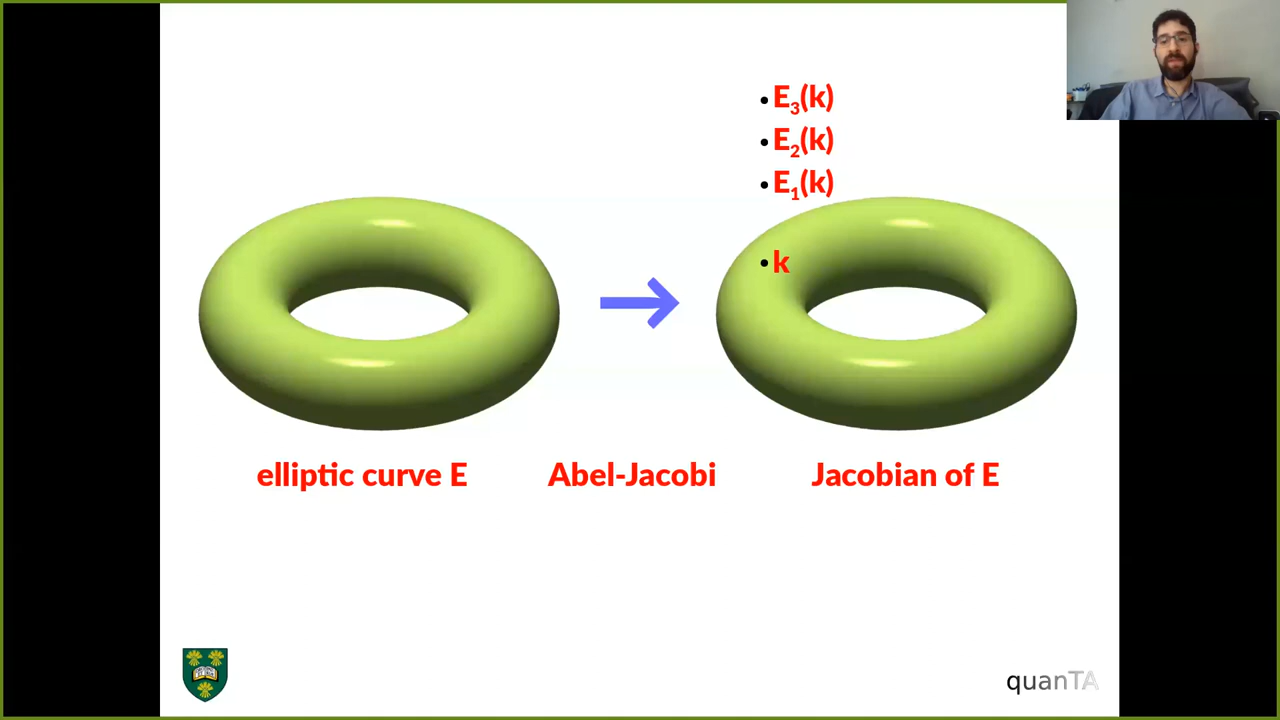 •E₃(k)
•E₂(k)
•E₁(k)
•k
elliptic curve E
Abel-Jacobi
Jacobian of E
quanTA